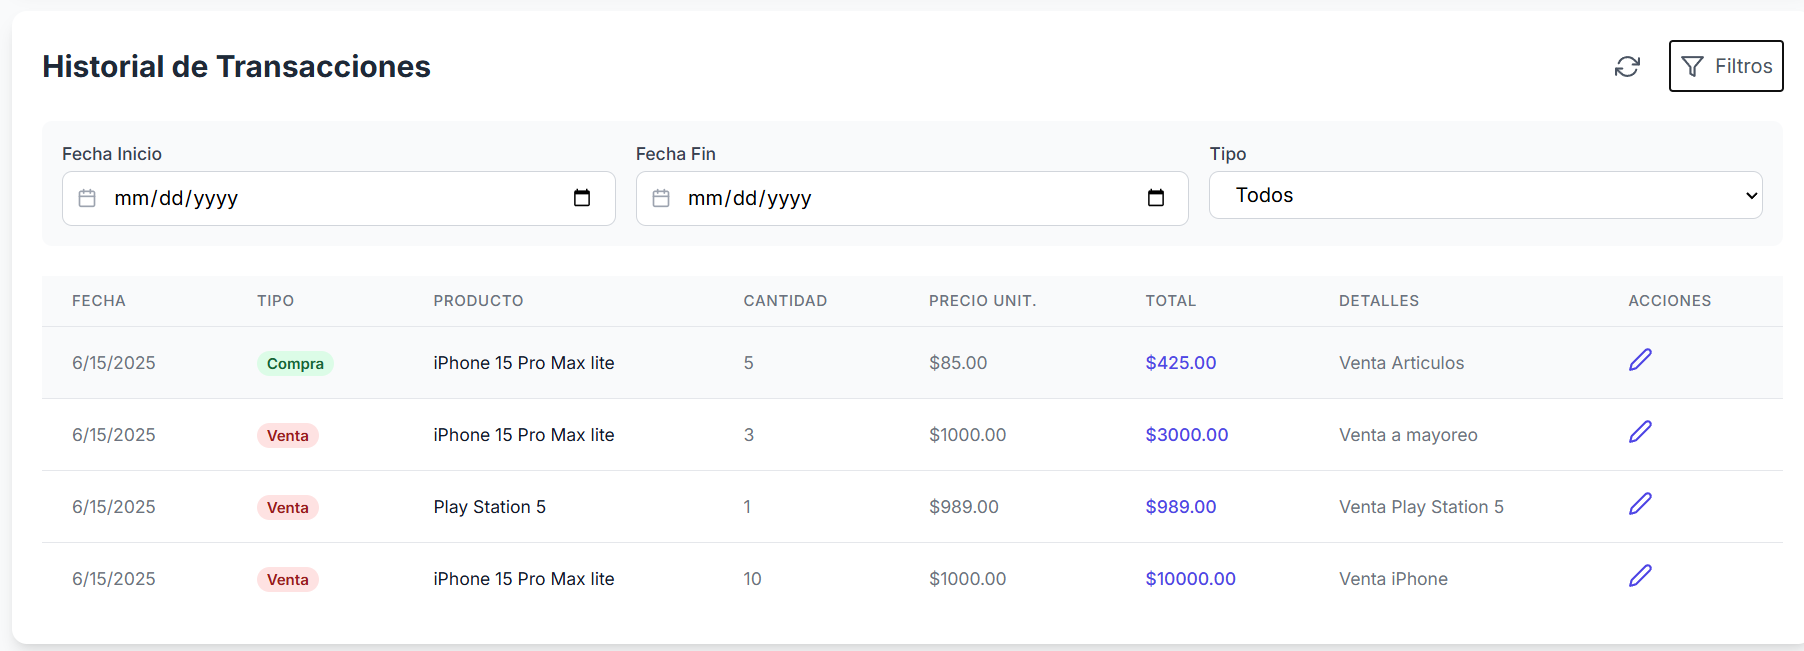 Historial de Transacciones
Filtros
Fecha Inicio Fecha Fin Tipo
mm/dd/yyyy mm/dd/yyyy Todos
FECHA TIPO PRODUCTO CANTIDAD PRECIO UNIT. TOTAL DETALLES ACCIONES
6/15/2025 Compra iPhone 15 Pro Max lite 5 $85.00 $425.00 Venta Articulos
6/15/2025 Venta iPhone 15 Pro Max lite 3 $1000.00 $3000.00 Venta a mayoreo
6/15/2025 Venta Play Station 5 1 $989.00 $989.00 Venta Play Station 5
6/15/2025 Venta iPhone 15 Pro Max lite 10 $1000.00 $10000.00 Venta iPhone